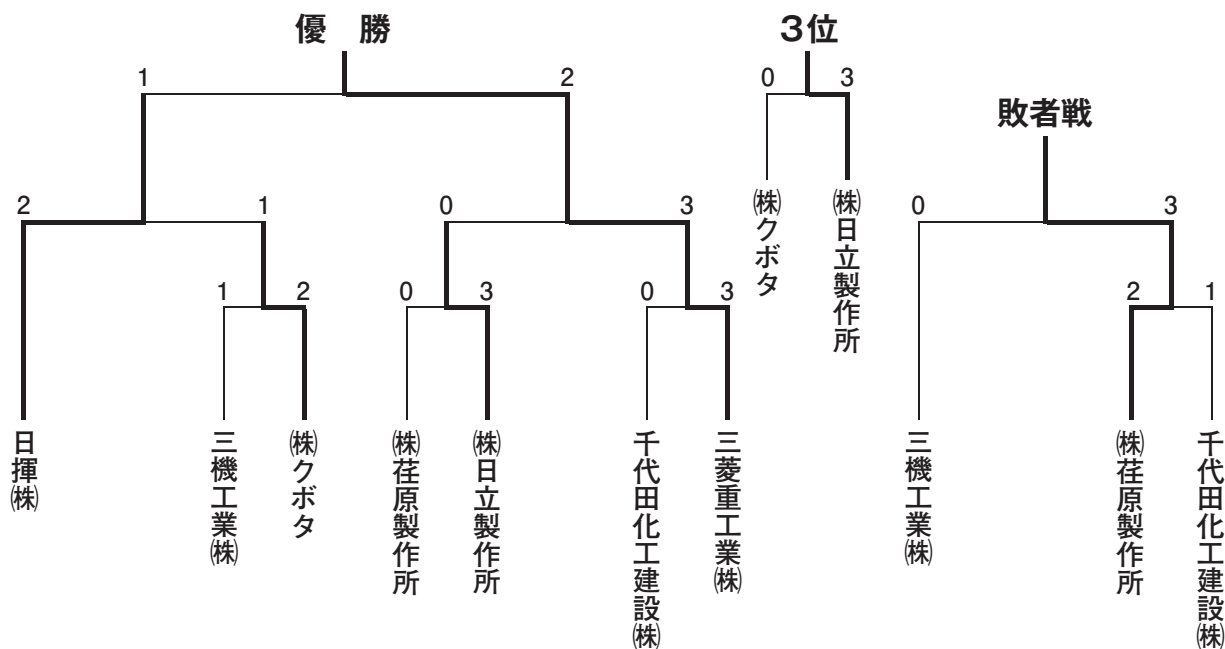 優 勝
3位
1
2
0
3
敗者戦
2
1
0
3
0
3
1
2
0
3
0
3
2
1
日揮㈱
三機工業㈱
㈱クボタ
㈱荏原製作所
㈱日立製作所
千代田化工建設㈱
三菱重工業㈱
㈱クボタ
㈱日立製作所
三機工業㈱
㈱荏原製作所
千代田化工建設㈱